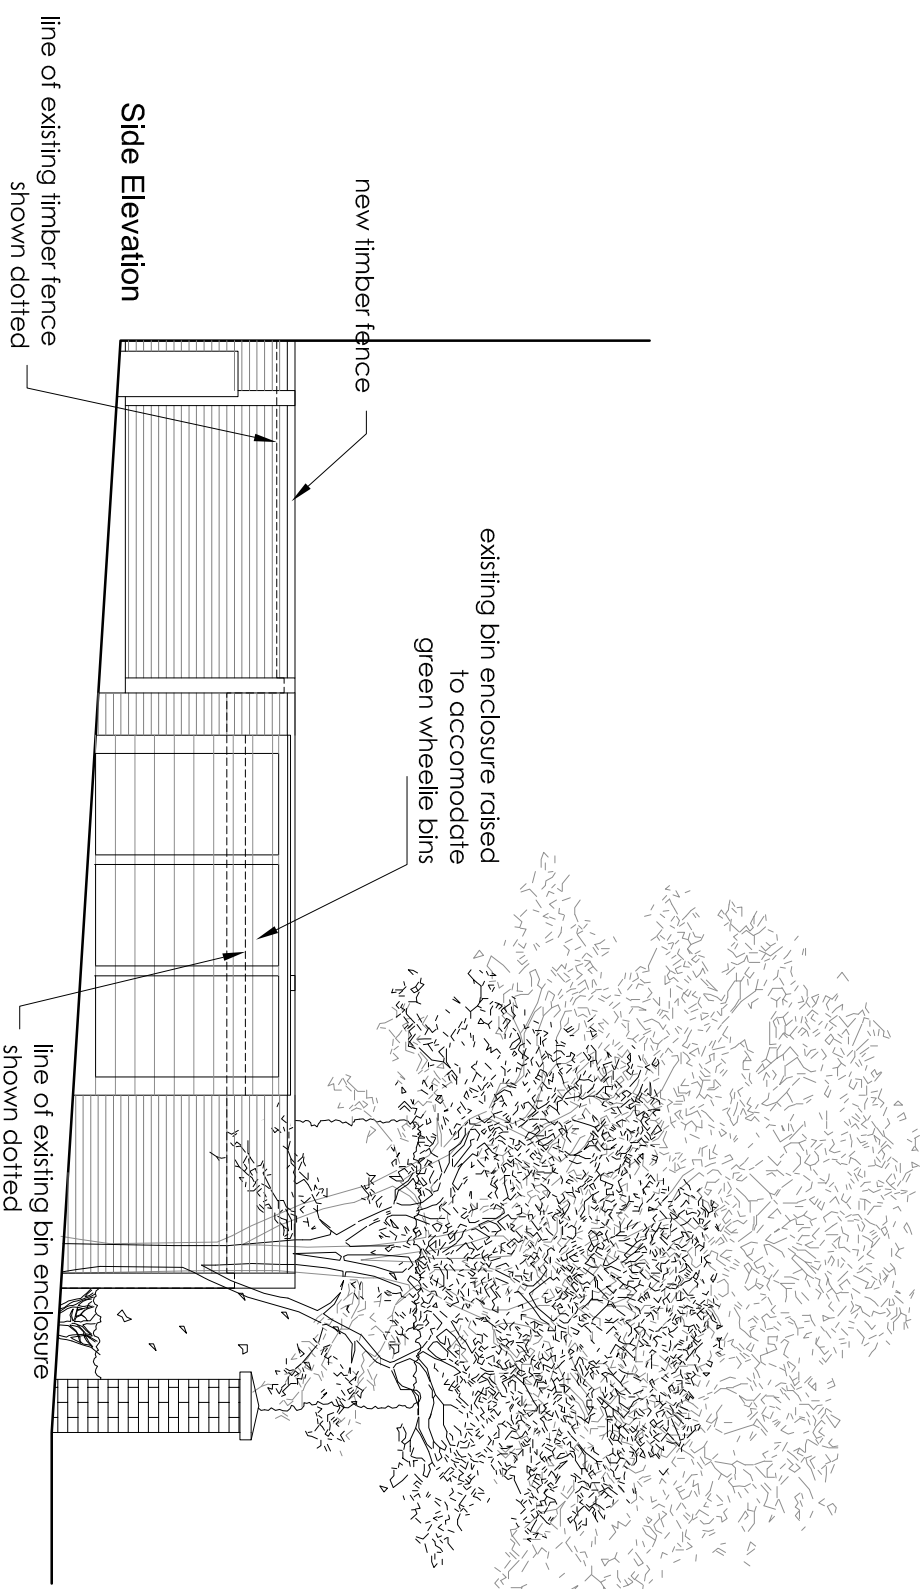 existing bin enclosure raised
to accomodate
green wheelie bins
new timber fence
Side Elevation
line of existing timber fence
shown dotted
line of existing bin enclosure
shown dotted